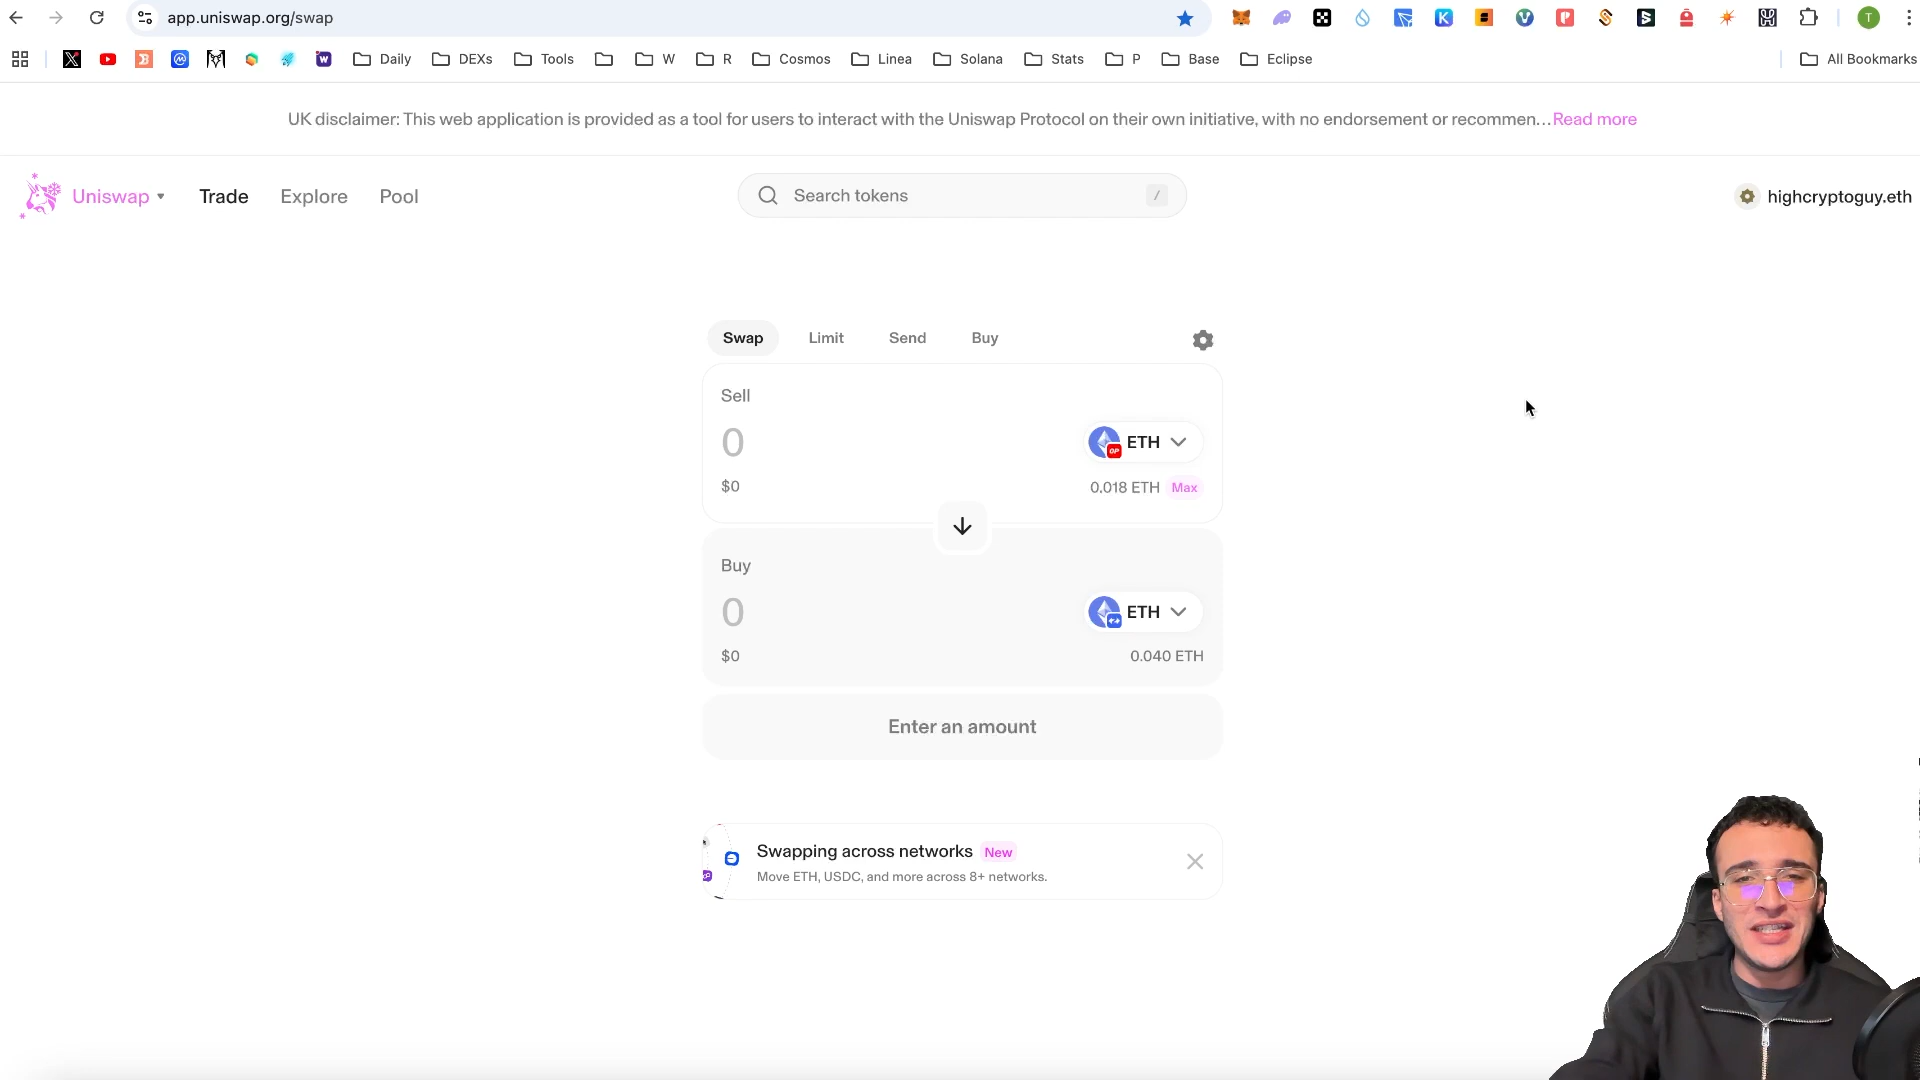 app.uniswap.org/swap
T
Daily
DEXs
Tools
W
R
Cosmos
Linea
Solana
Stats
P
Base
Eclipse
All Bookmarks
UK disclaimer: This web application is provided as a tool for users to interact with the Uniswap Protocol on their own initiative, with no endorsement or recommen...Read more
Uniswap
Trade
Explore
Pool
Search tokens
/
highcryptoguy.eth
Swap
Limit
Send
Buy
Sell
0
OP
ETH
$0
0.018 ETH
Max
Buy
0
ETH
$0
0.040 ETH
Enter an amount
Swapping across networks
New
Move ETH, USDC, and more across 8+ networks.